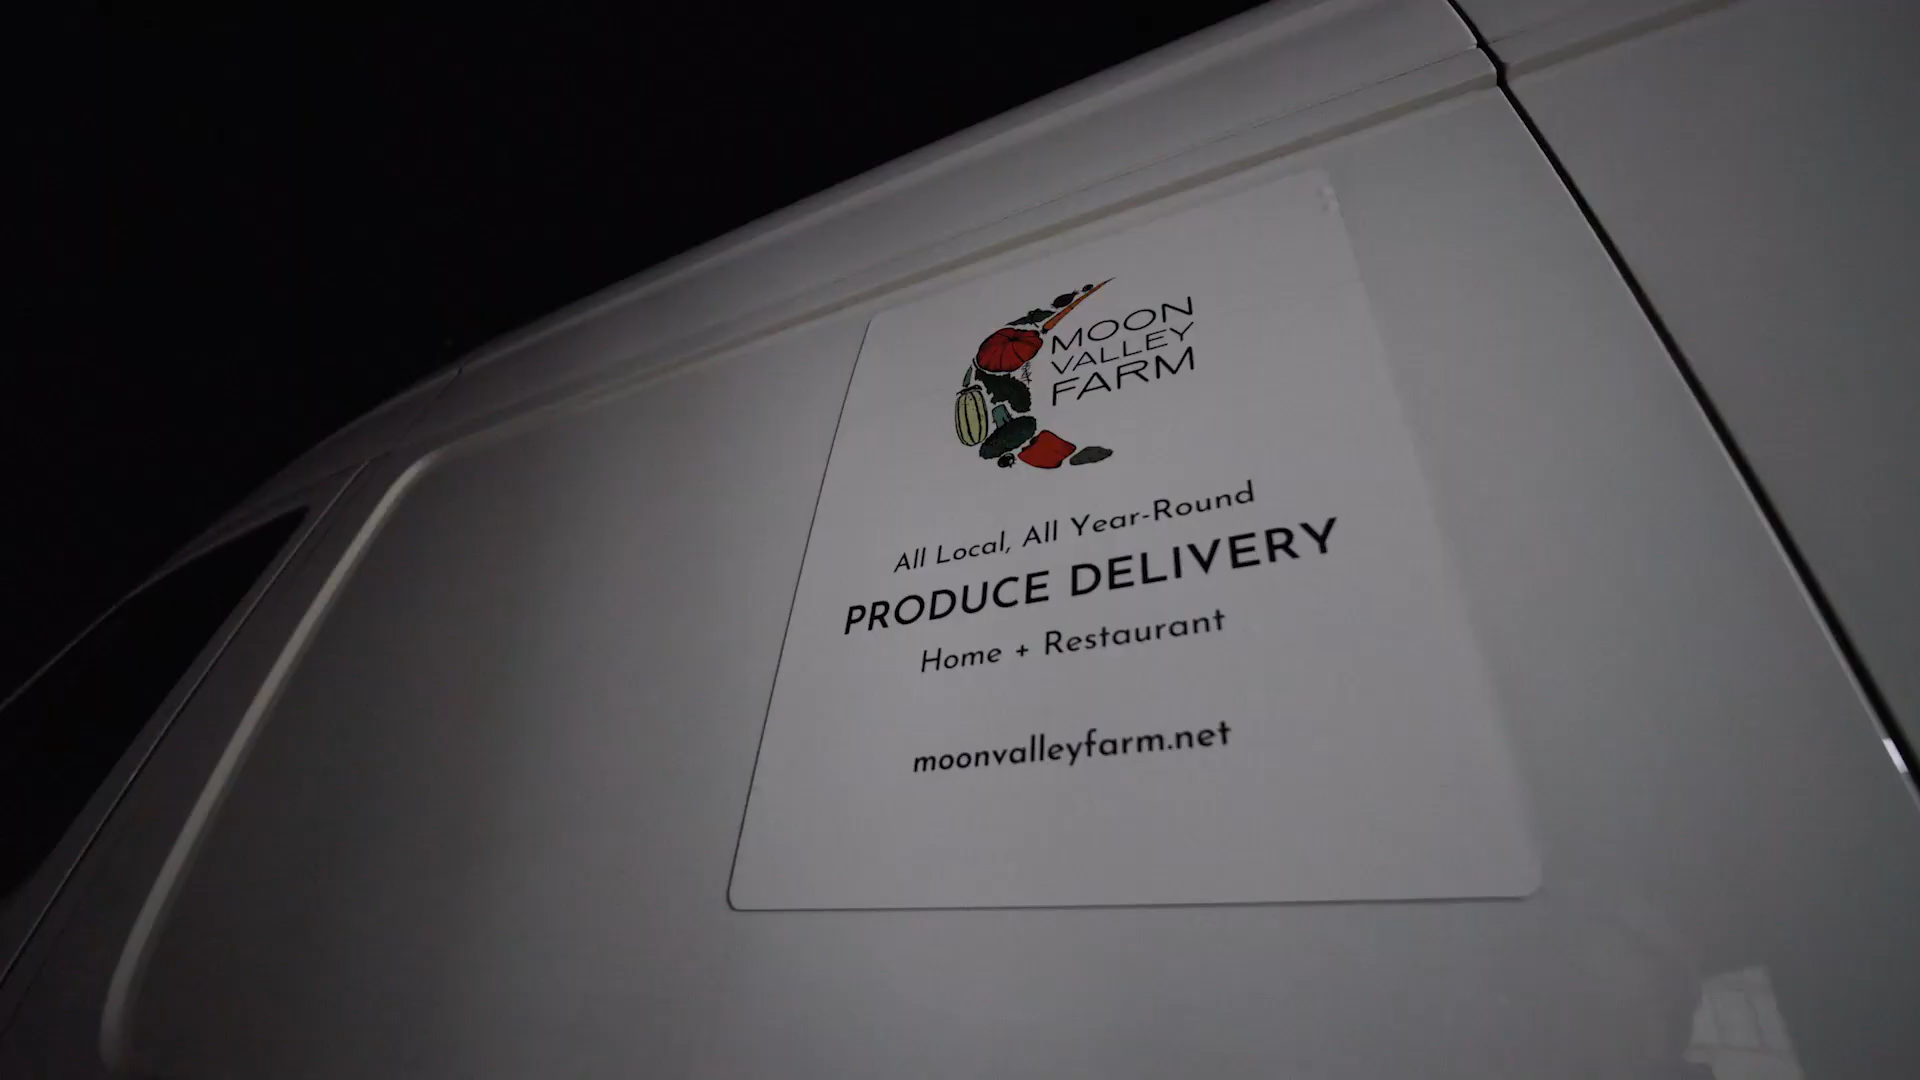 MOON
VALLEY
FARM
All Local, All Year-Round
PRODUCE DELIVERY
Home + Restaurant
moonvalleyfarm.net